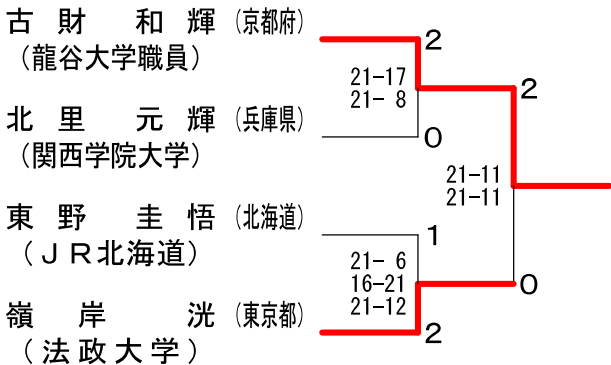 古財 和輝 (京都府)
(龍谷大学職員)
2
21-17
21- 8
2
北里 元輝 (兵庫県)
(関西学院大学)
0
21-11
21-11
東野 圭悟 (北海道)
(JR北海道)
1
21- 6
16-21
21-12
0
嶺岸 洸 (東京都)
(法政大学)
2